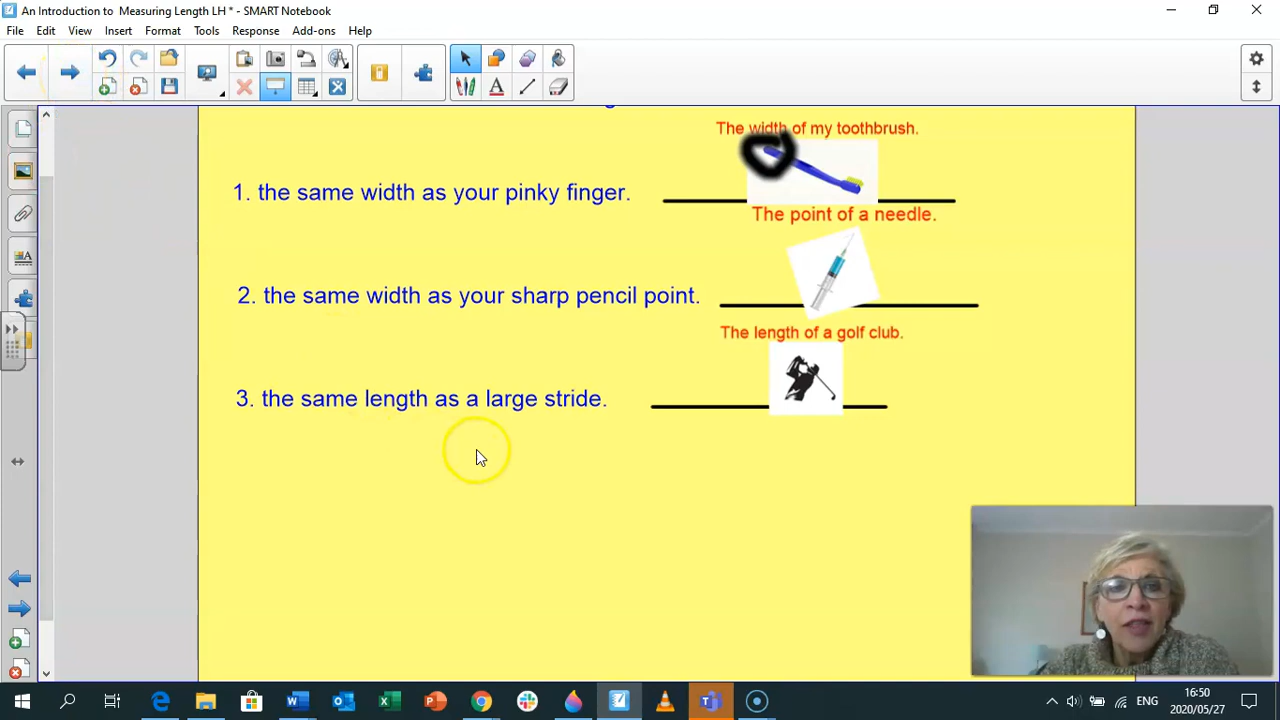 An Introduction to Measuring Length LH * - SMART Notebook
File Edit View Insert Format Tools Response Add-ons Help
The width of my toothbrush.
1. the same width as your pinky finger.
The point of a needle.
2. the same width as your sharp pencil point.
The length of a golf club.
3. the same length as a large stride.
ENG
16:50
2020/05/27